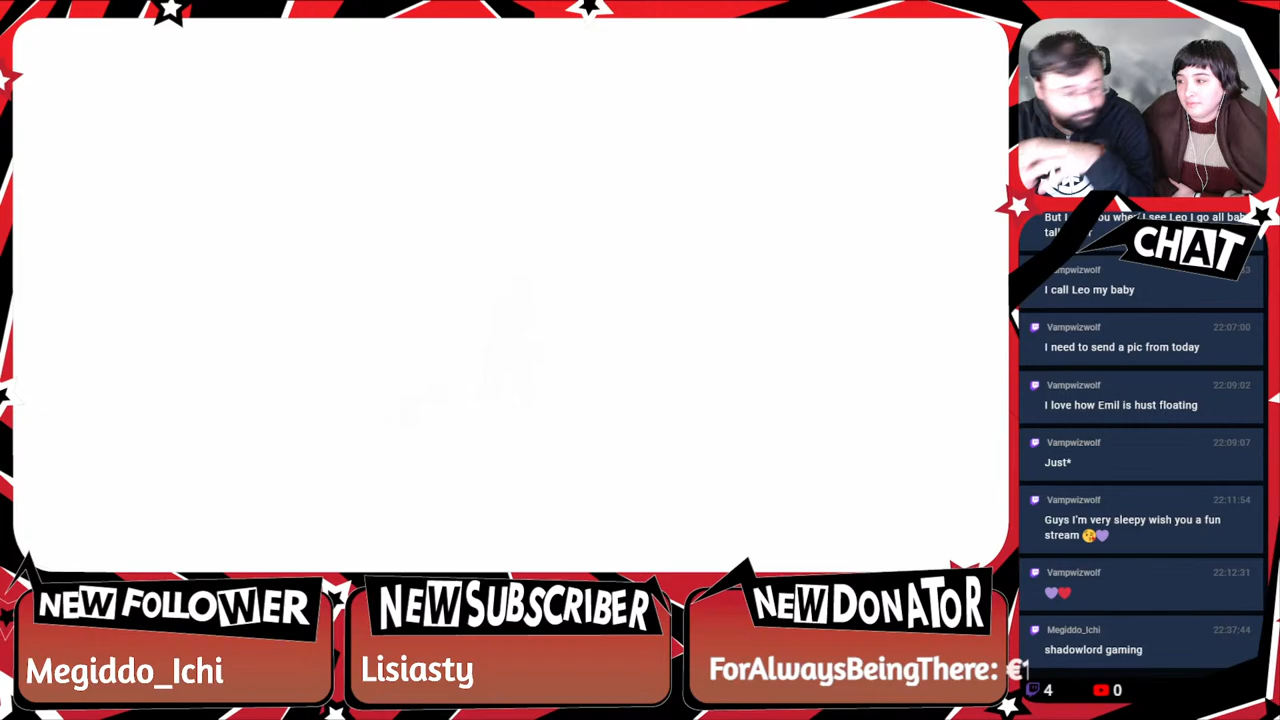 CHAT
talk
Vampwizwolf
I call Leo my baby
Vampwizwolf 22:07:00
I need to send a pic from today
Vampwizwolf 22:09:02
I love how Emil is hust floating
Vampwizwolf 22:09:07
Just*
Vampwizwolf 22:11:54
Guys I'm very sleepy wish you a fun
stream 😘💜
Vampwizwolf 22:12:31
💜❤️
Megiddo_Ichi 22:37:44
shadowlord gaming
4 0
NEW FOLLOWER
Megiddo_Ichi
NEW SUBSCRIBER
Lisiasty
NEW DONATOR
ForAlwaysBeingThere: €1